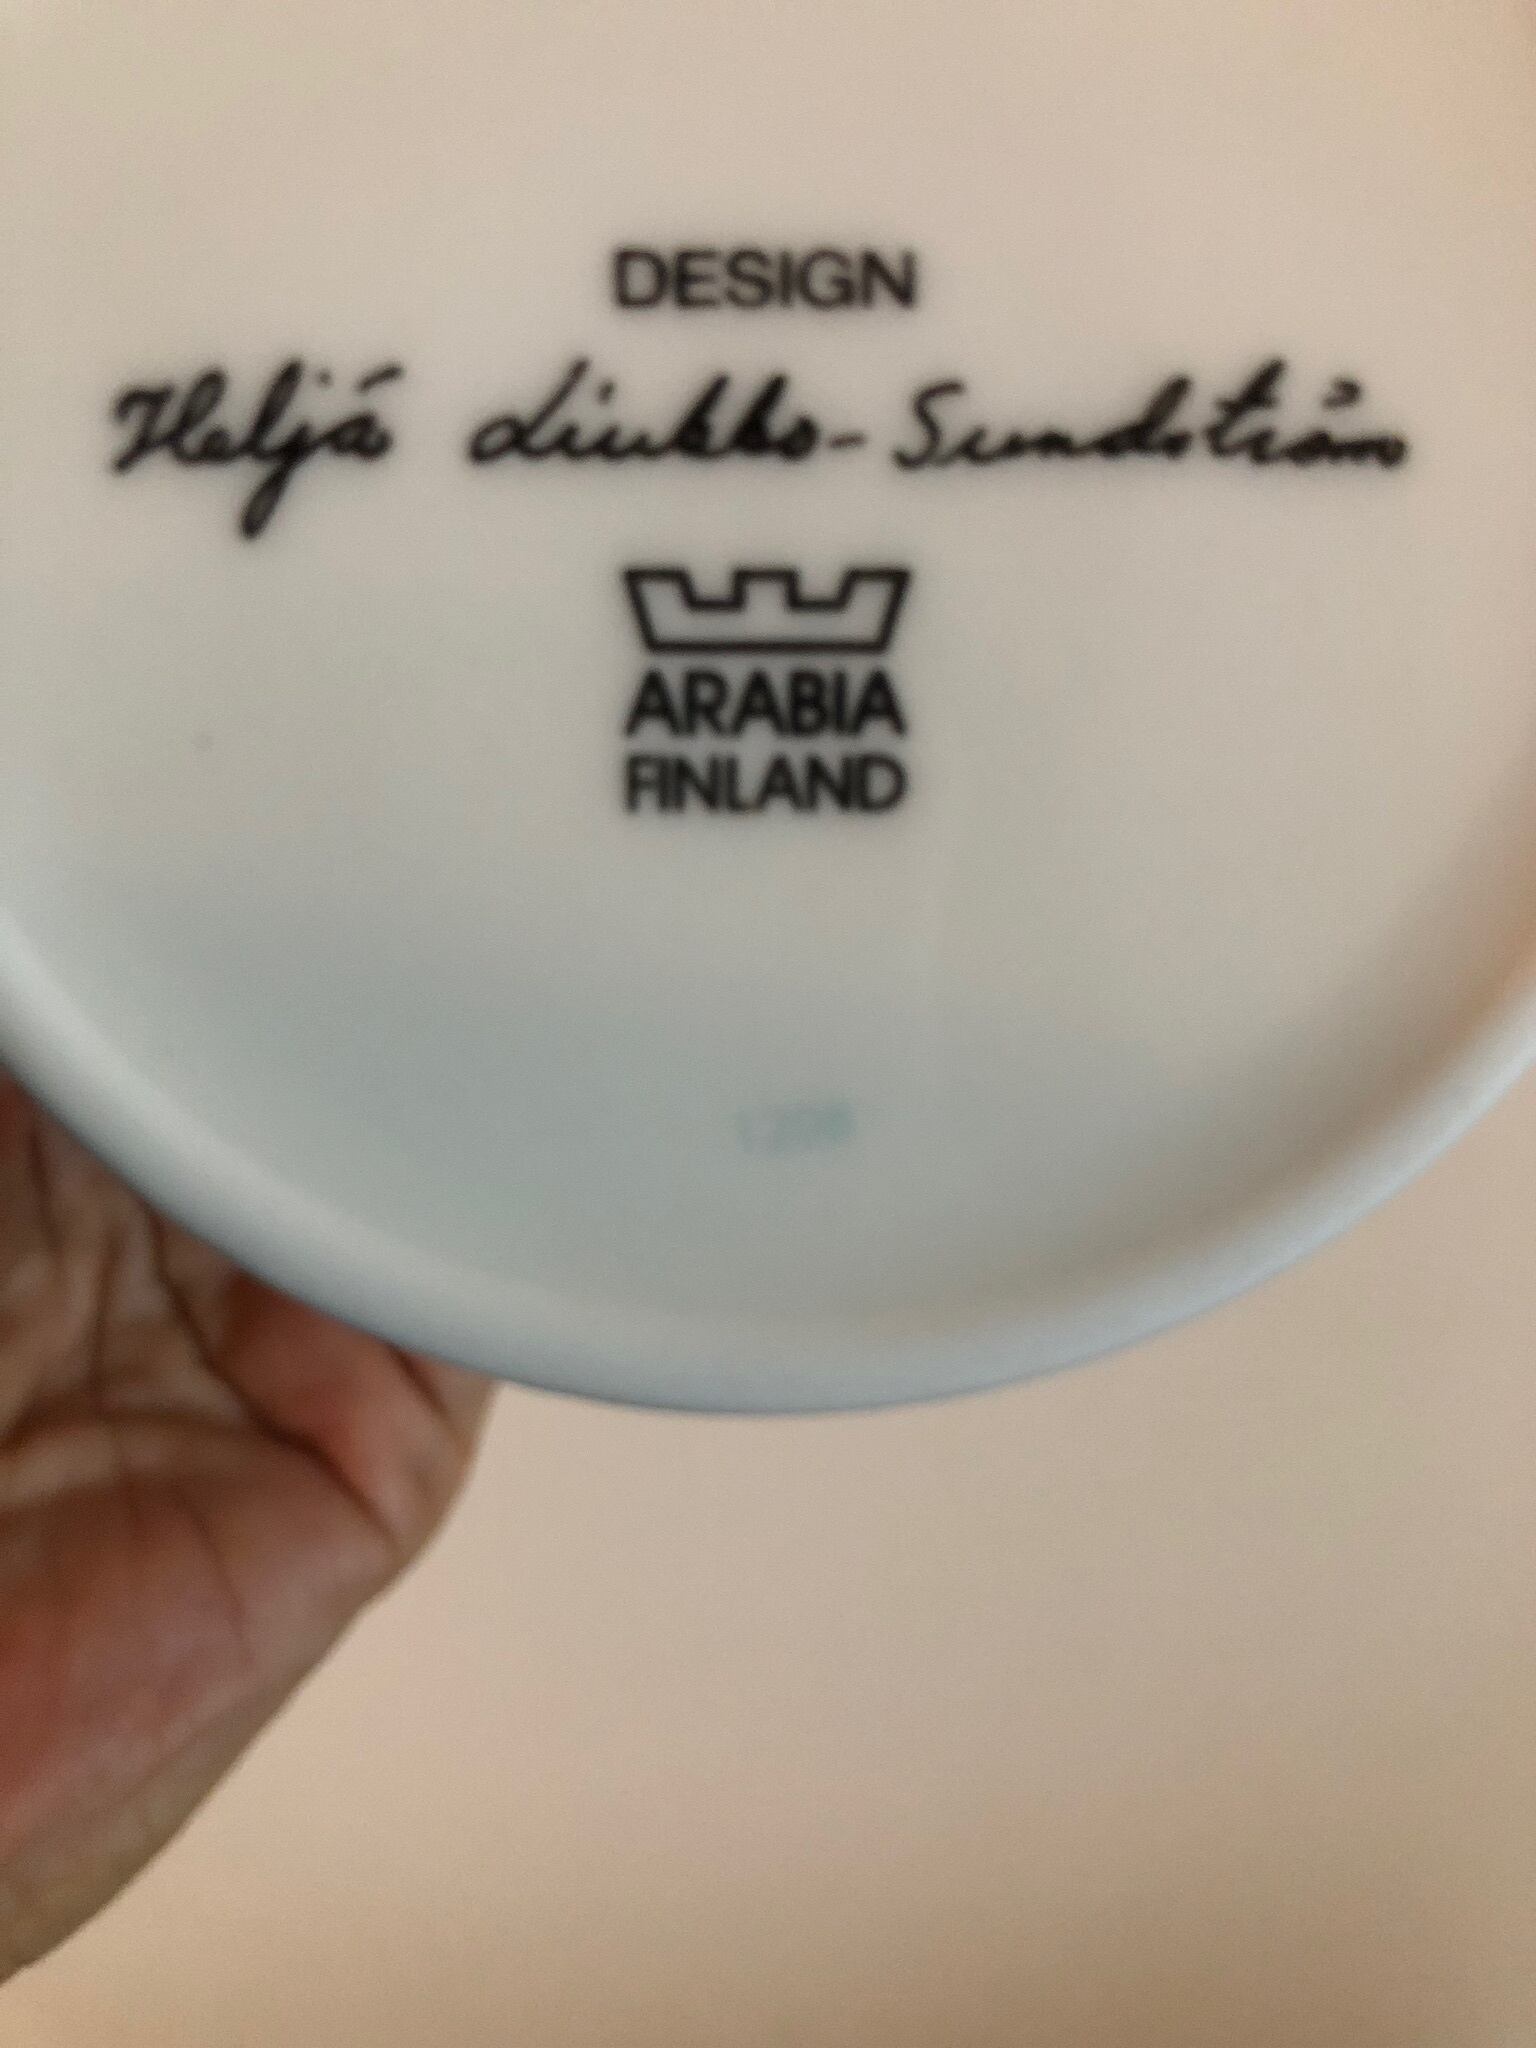 DESIGN
Heljä Liukko-Sundström
ARABIA
FINLAND